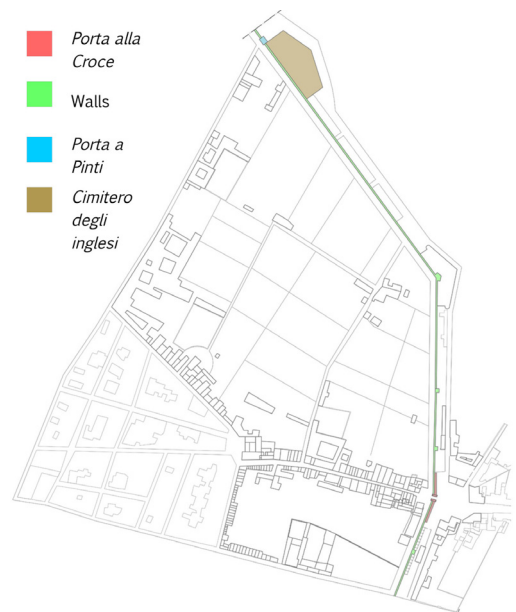 Porta alla
Croce
Walls
Porta a
Pinti
Cimitero
degli
inglesi